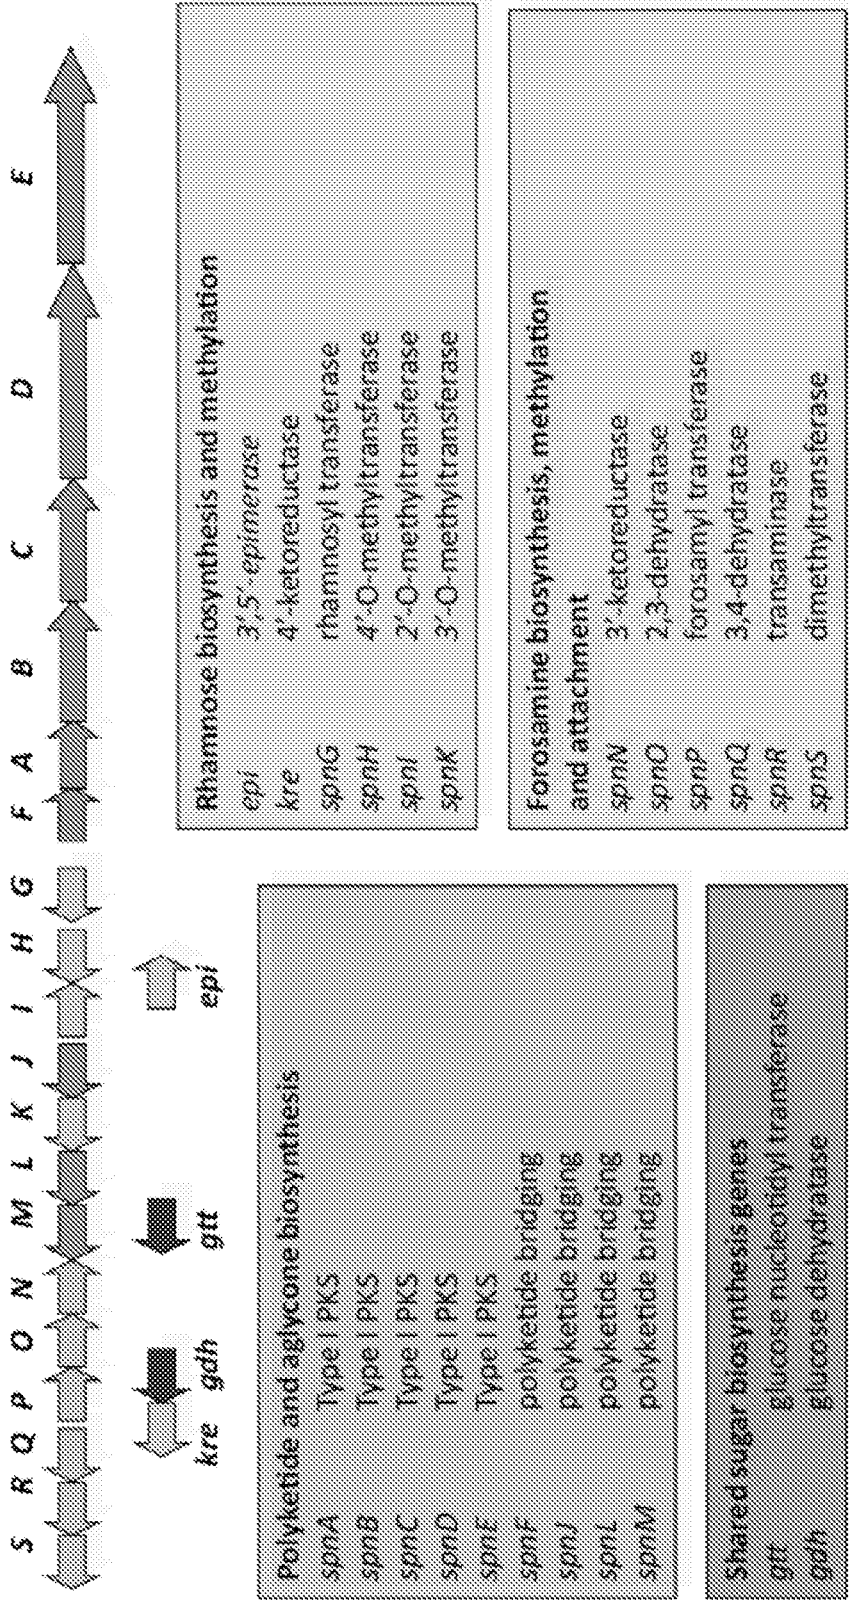 S R Q P O N M L K J I H G F A B C D E
kre gdh gtt epi
Polyketide and aglycone biosynthesis
spnA Type I PKS
spnB Type I PKS
spnC Type I PKS
spnD Type I PKS
spnE Type I PKS
spnF polyketide bridging
spnJ polyketide bridging
spnL polyketide bridging
spnM polyketide bridging
Shared sugar biosynthesis genes
gtt glucose nucleotidyl transferase
gdh glucose dehydratase
Rhamnose biosynthesis and methylation
epi 3’,5’-epimerase
kre 4’-ketoreductase
spnG rhamnosyl transferase
spnH 4’-O-methyltransferase
spnI 2’-O-methyltransferase
spnK 3’-O-methyltransferase
Forosamine biosynthesis, methylation
and attachment
spnN 3’-ketoreductase
spnO 2,3-dehydratase
spnP forosamyl transferase
spnQ 3,4-dehydratase
spnR transaminase
spnS dimethyltransferase